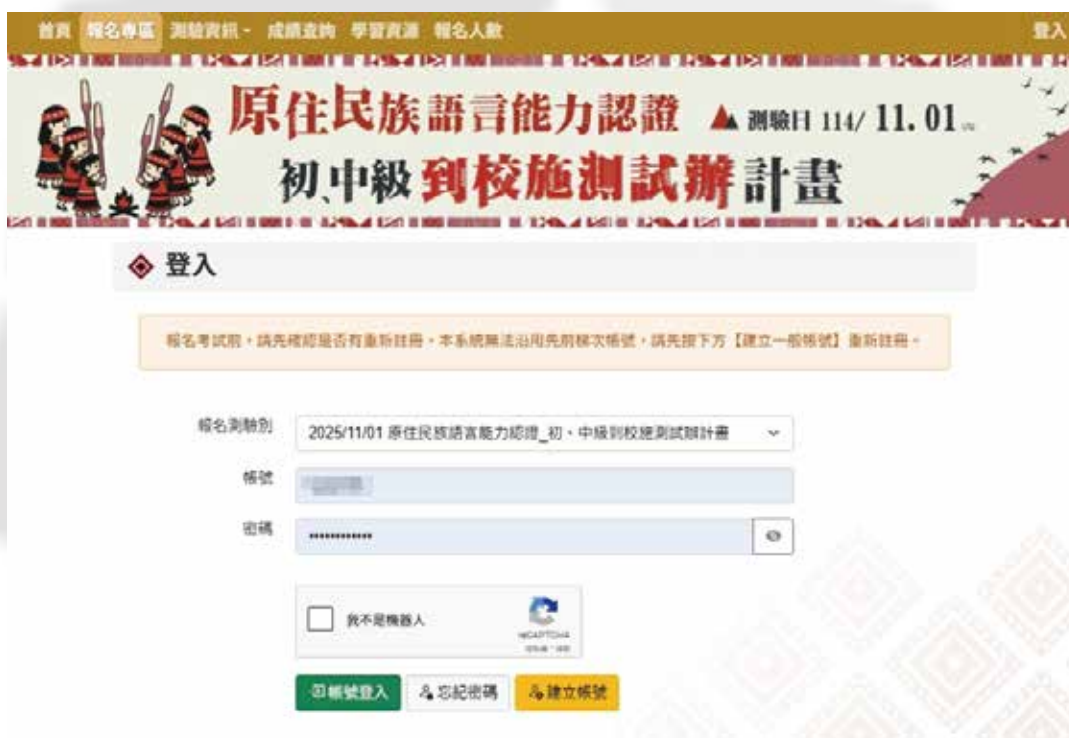 首頁 報名專區 測驗資訊 成績查詢 學習資源 報名人數 登入
原住民族語言能力認證 測驗日 114/ 11.01
初、中級到校施測試辦計畫
登入
報名考試前，請先確認是否有重新註冊。本系統無法沿用先前梯次帳號，請先按下方【建立一般帳號】重新註冊。
報名測驗別
2025/11/01 原住民族語言能力認證_初、中級到校施測試辦計畫
帳號
密碼
我不是機器人
reCAPTCHA
帳號登入 忘記密碼 建立帳號